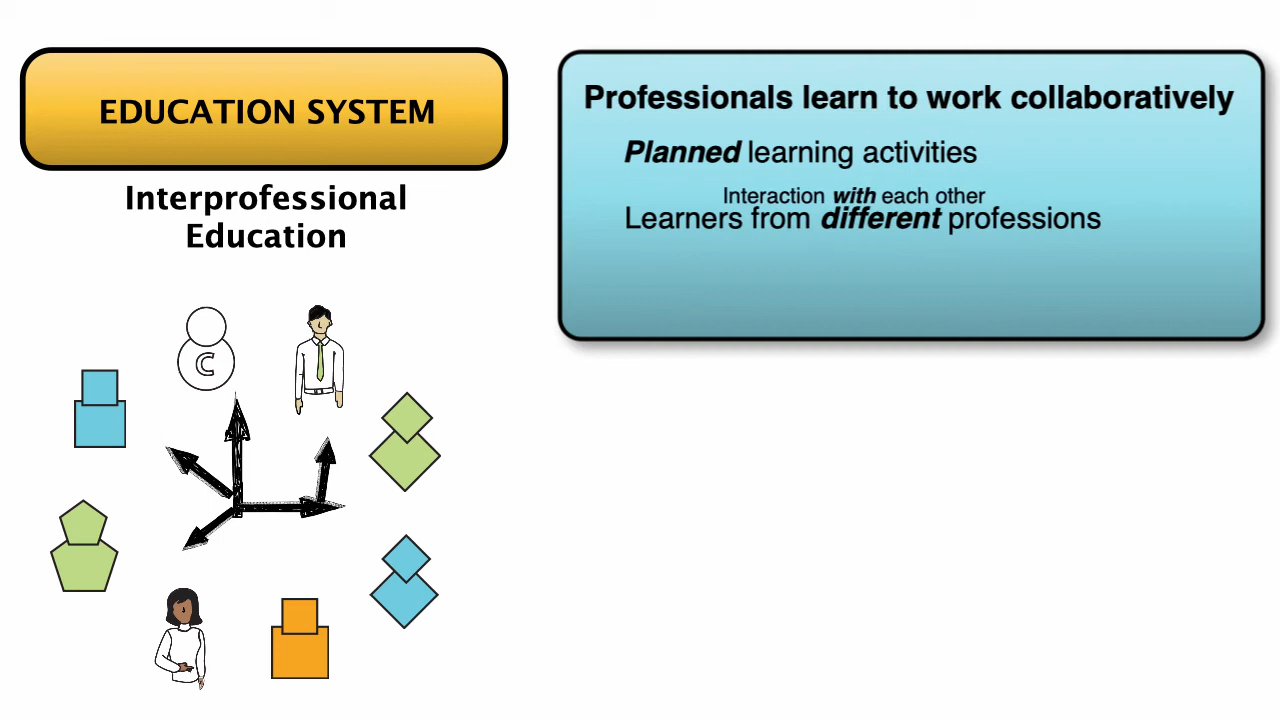 EDUCATION SYSTEM
Interprofessional
Education
C
Professionals learn to work collaboratively
Planned learning activities
Interaction with each other
Learners from different professions